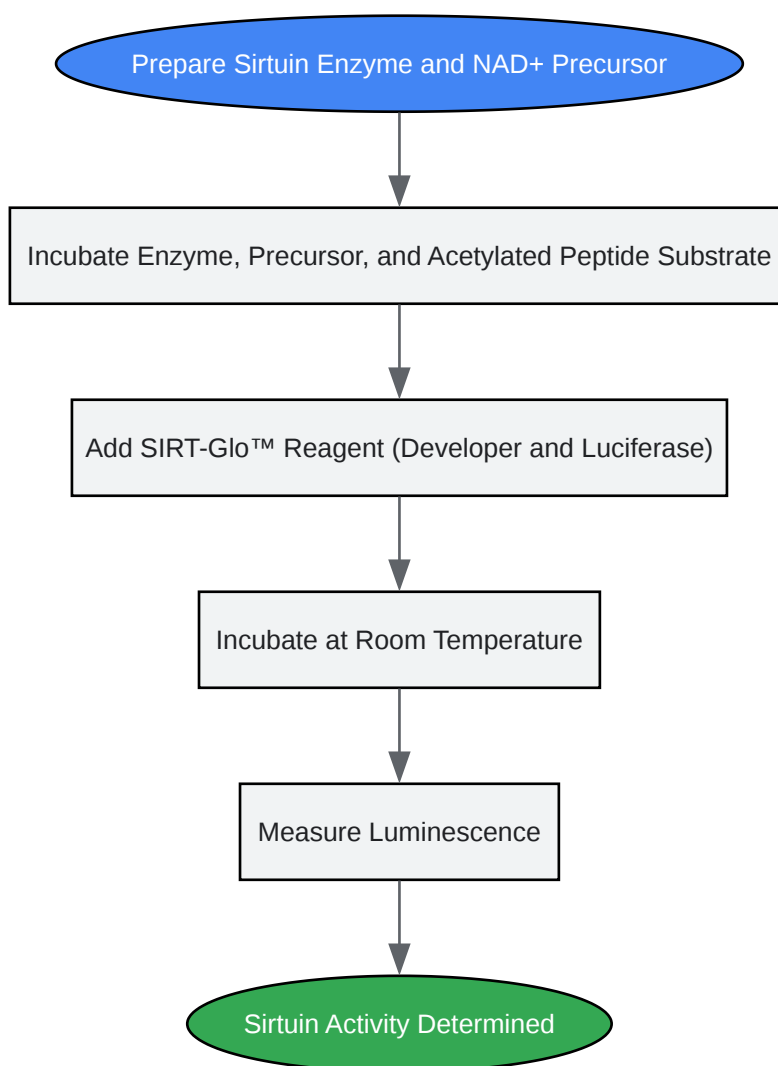 Prepare Sirtuin Enzyme and NAD+ Precursor
Incubate Enzyme, Precursor, and Acetylated Peptide Substrate
Add SIRT-Glo™ Reagent (Developer and Luciferase)
Incubate at Room Temperature
Measure Luminescence
Sirtuin Activity Determined